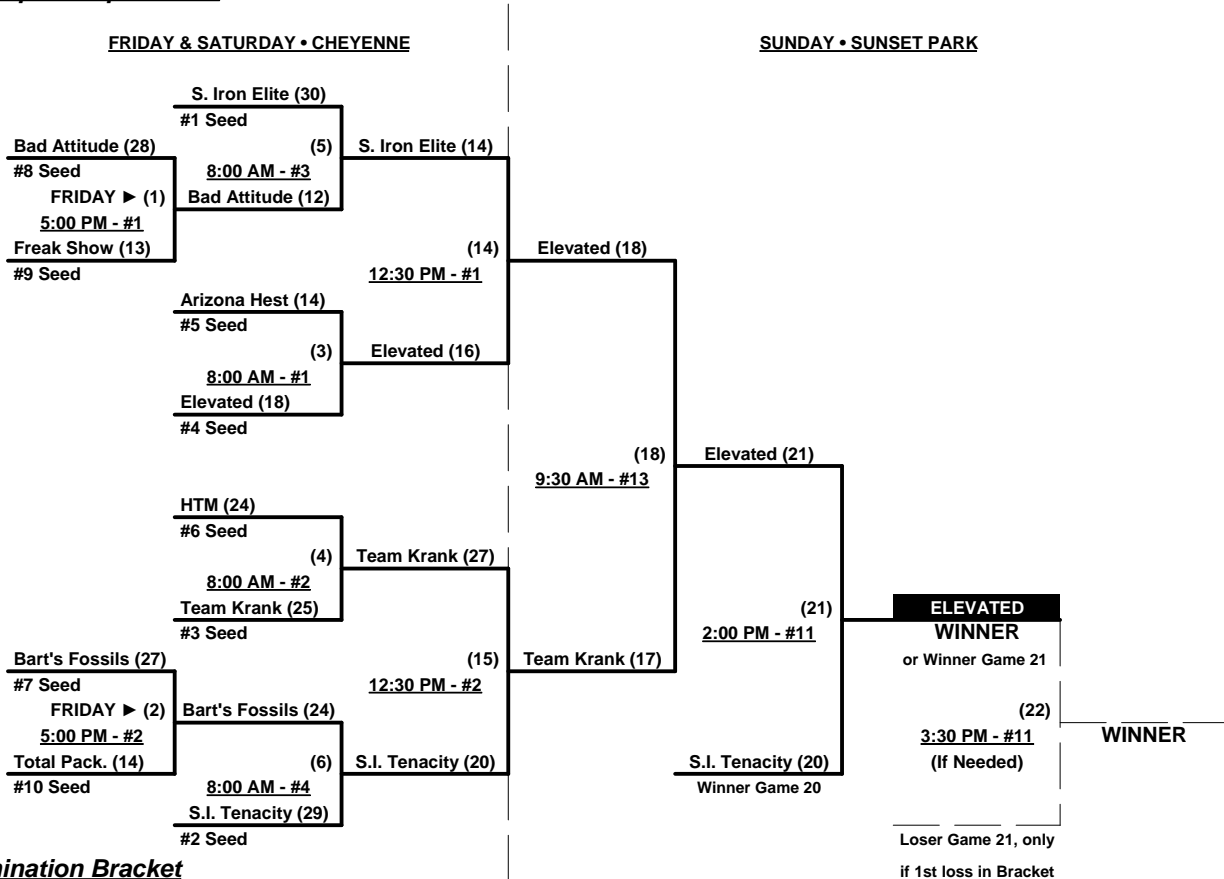 FRIDAY & SATURDAY • CHEYENNE
SUNDAY • SUNSET PARK
S. Iron Elite (30)
#1 Seed
Bad Attitude (28)
(5)
S. Iron Elite (14)
#8 Seed
8:00 AM - #3
FRIDAY ► (1)
Bad Attitude (12)
5:00 PM - #1
Freak Show (13)
(14)
Elevated (18)
#9 Seed
12:30 PM - #1
Arizona Hest (14)
#5 Seed
(3)
Elevated (16)
8:00 AM - #1
Elevated (18)
#4 Seed
(18)
Elevated (21)
9:30 AM - #13
HTM (24)
#6 Seed
(4)
Team Krank (27)
8:00 AM - #2
Team Krank (25)
(21)
ELEVATED
#3 Seed
2:00 PM - #11
WINNER
Bart's Fossils (27)
(15)
Team Krank (17)
or Winner Game 21
#7 Seed
12:30 PM - #2
FRIDAY ► (2)
Bart's Fossils (24)
(22)
5:00 PM - #2
3:30 PM - #11
WINNER
Total Pack. (14)
(6)
S.I. Tenacity (20)
S.I. Tenacity (20)
(If Needed)
#10 Seed
8:00 AM - #4
Winner Game 20
S.I. Tenacity (29)
#2 Seed
Loser Game 21, only
if 1st loss in Bracket
Bracket